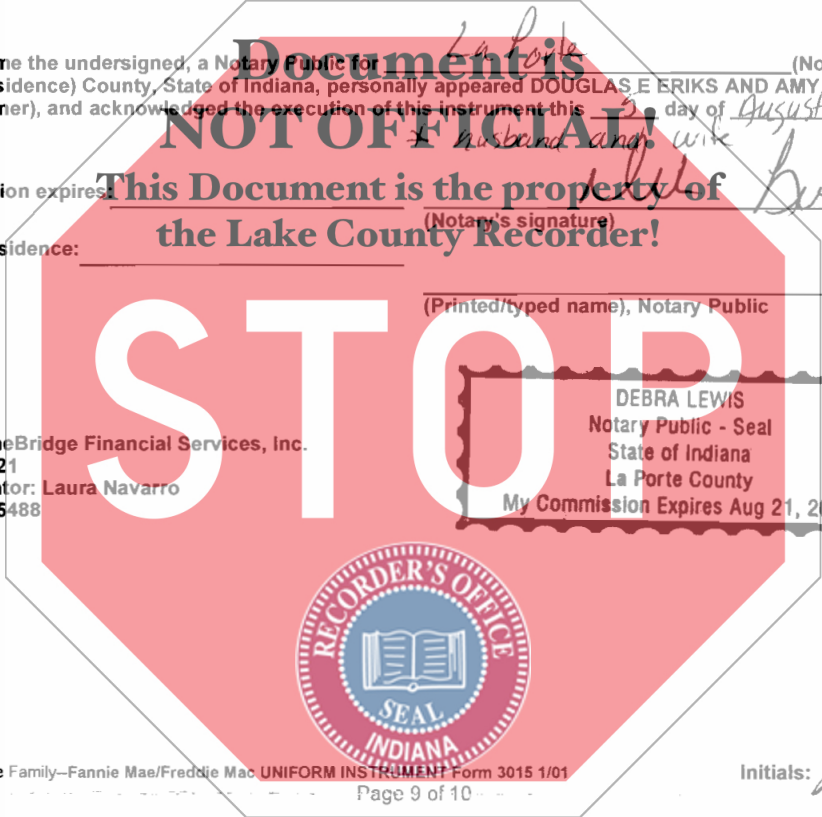 Document is
NOT OFFICIAL!
This Document is the property of
the Lake County Recorder!
STOP
me the undersigned, a Notary Public for La Porte (No
sidence) County, State of Indiana, personally appeared DOUGLAS E ERIKS AND AMY
ner), and acknowledged the execution of this instrument this 5 day of August
* husband and wife
ion expires:
(Notary's signature)
sidence:
(Printed/typed name), Notary Public
DEBRA LEWIS
Notary Public - Seal
State of Indiana
La Porte County
My Commission Expires Aug 21, 20
eBridge Financial Services, Inc.
21
tor: Laura Navarro
5488
RECORDER'S OFFICE
SEAL
INDIANA
e Family--Fannie Mae/Freddie Mac UNIFORM INSTRUMENT Form 3015 1/01
Page 9 of 10
Initials: